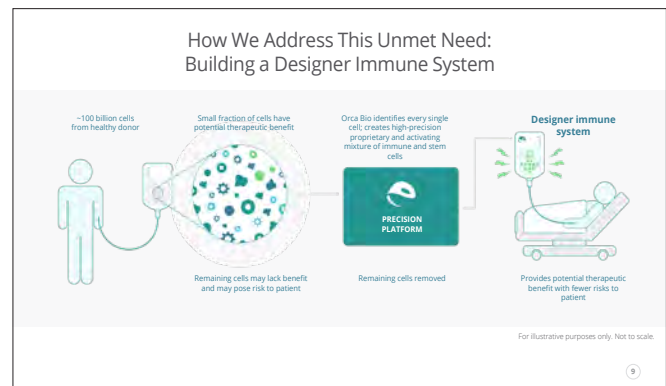 How We Address This Unmet Need:
Building a Designer Immune System
~100 billion cells
from healthy donor
Small fraction of cells have
potential therapeutic benefit
Orca Bio identifies every single
cell; creates high-precision
proprietary and activating
mixture of immune and stem
cells
Designer immune
system
PRECISION
PLATFORM
Remaining cells may lack benefit
and may pose risk to patient
Remaining cells removed
Provides potential therapeutic
benefit with fewer risks to
patient
For illustrative purposes only. Not to scale.
9